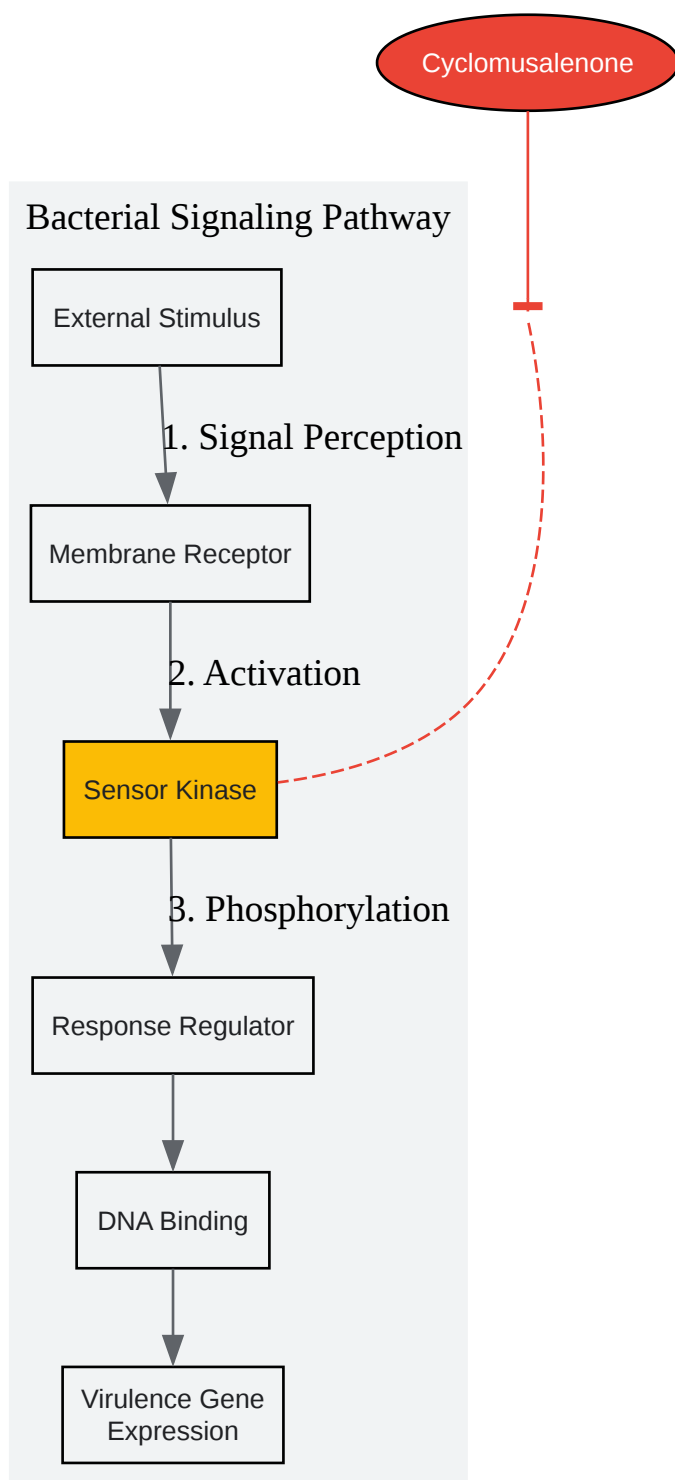 Cyclomusalenone
Bacterial Signaling Pathway
External Stimulus
1. Signal Perception
Membrane Receptor
2. Activation
Sensor Kinase
3. Phosphorylation
Response Regulator
DNA Binding
Virulence Gene
Expression